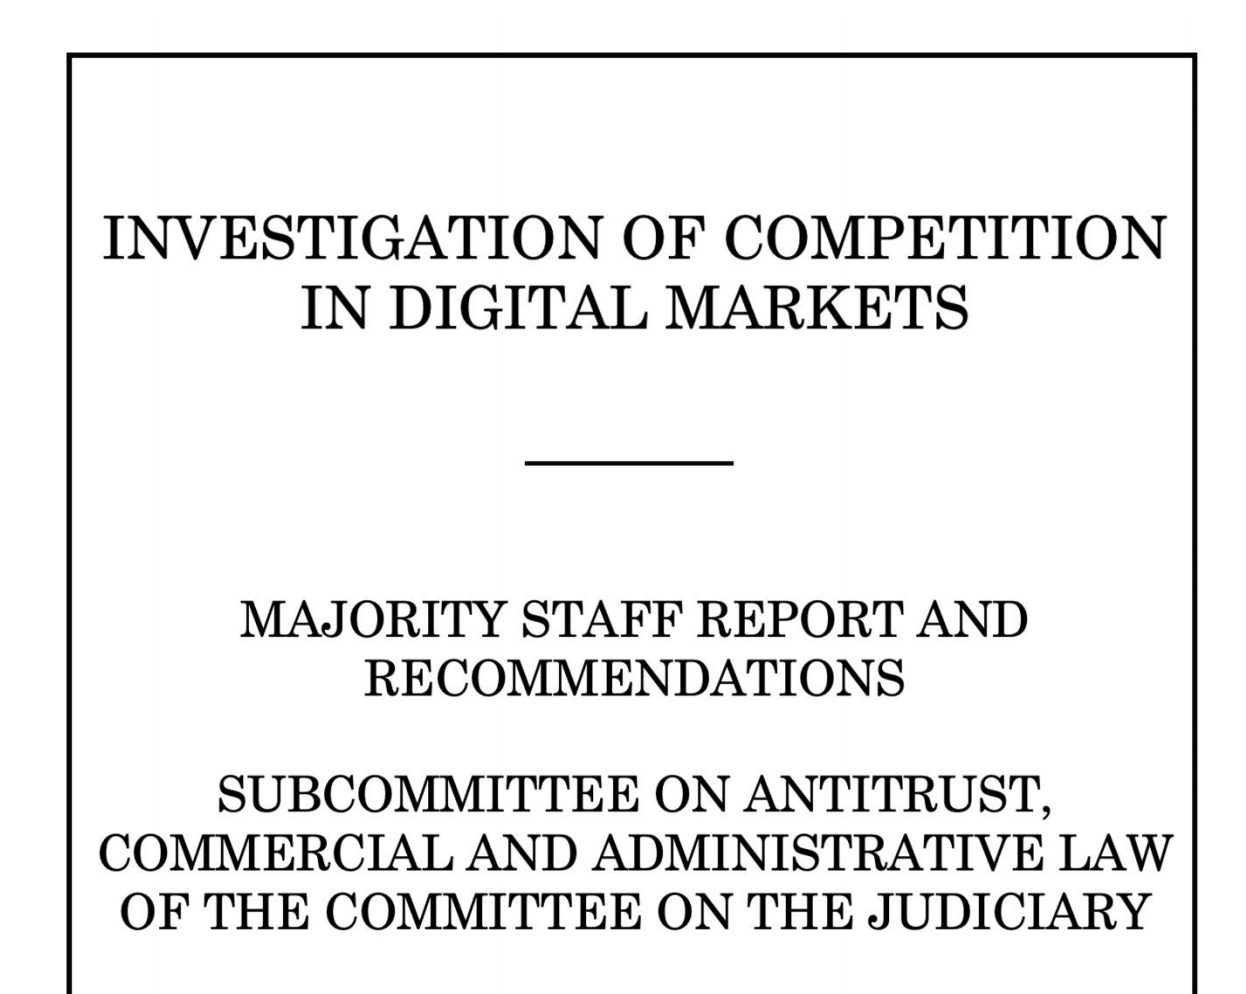 INVESTIGATION OF COMPETITION
IN DIGITAL MARKETS
MAJORITY STAFF REPORT AND
RECOMMENDATIONS
SUBCOMMITTEE ON ANTITRUST,
COMMERCIAL AND ADMINISTRATIVE LAW
OF THE COMMITTEE ON THE JUDICIARY